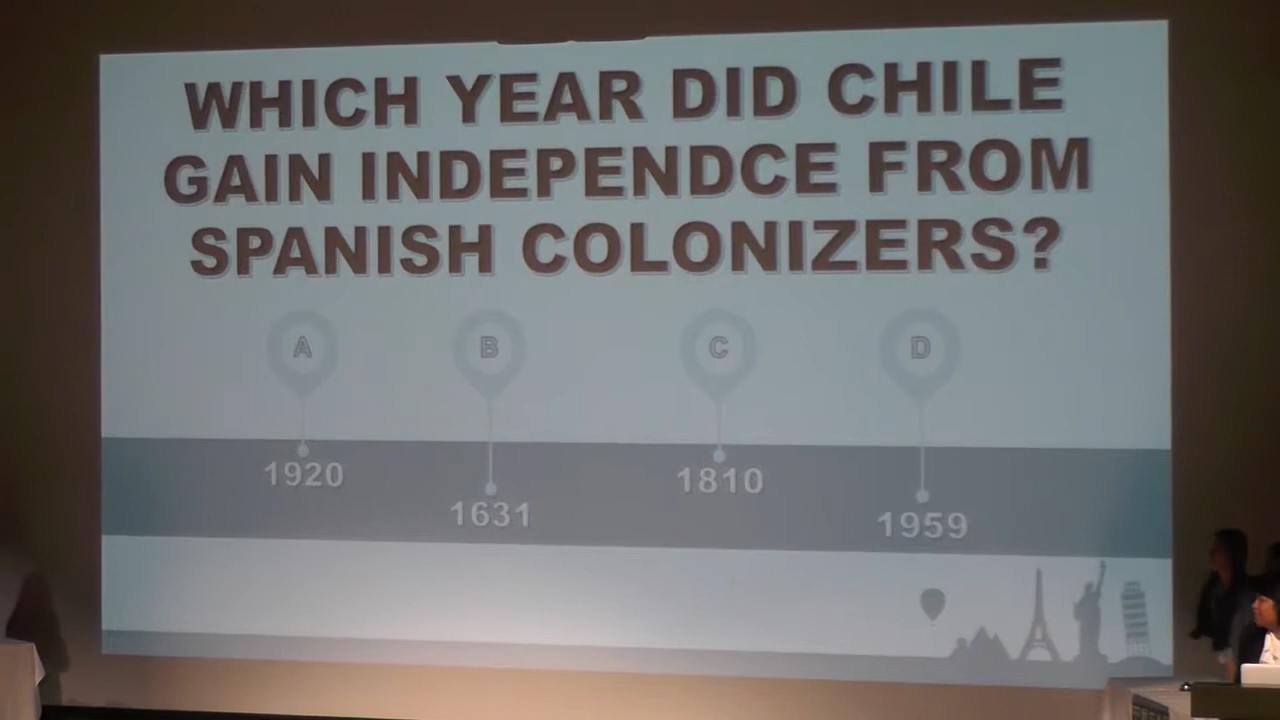 WHICH YEAR DID CHILE
GAIN INDEPENDCE FROM
SPANISH COLONIZERS?
A B C D
1920
1631
1810
1959